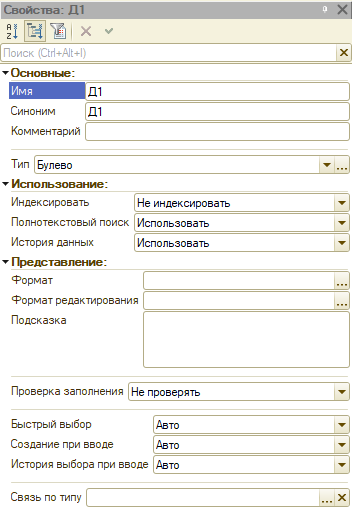 Свойства: Д1
Поиск (Ctrl+Alt+I)
Основные:
Имя Д1
Синоним Д1
Комментарий
Тип Булево
Использование:
Индексировать Не индексировать
Полнотекстовый поиск Использовать
История данных Использовать
Представление:
Формат
Формат редактирования
Подсказка
Проверка заполнения Не проверять
Быстрый выбор Авто
Создание при вводе Авто
История выбора при вводе Авто
Связь по типу